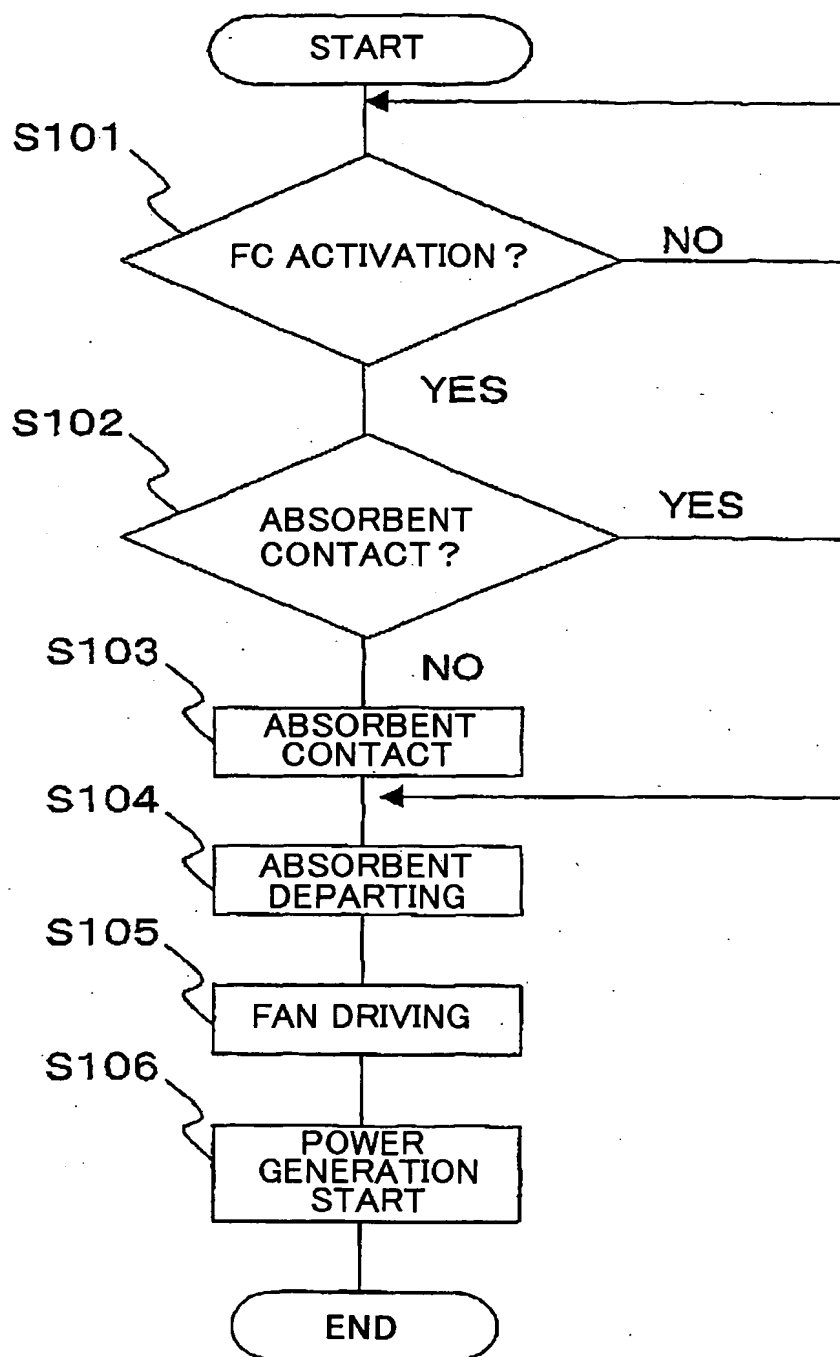 START
S101
FC ACTIVATION?
NO
YES
S102
ABSORBENT
CONTACT?
YES
NO
S103
ABSORBENT
CONTACT
S104
ABSORBENT
DEPARTING
S105
FAN DRIVING
S106
POWER
GENERATION
START
END